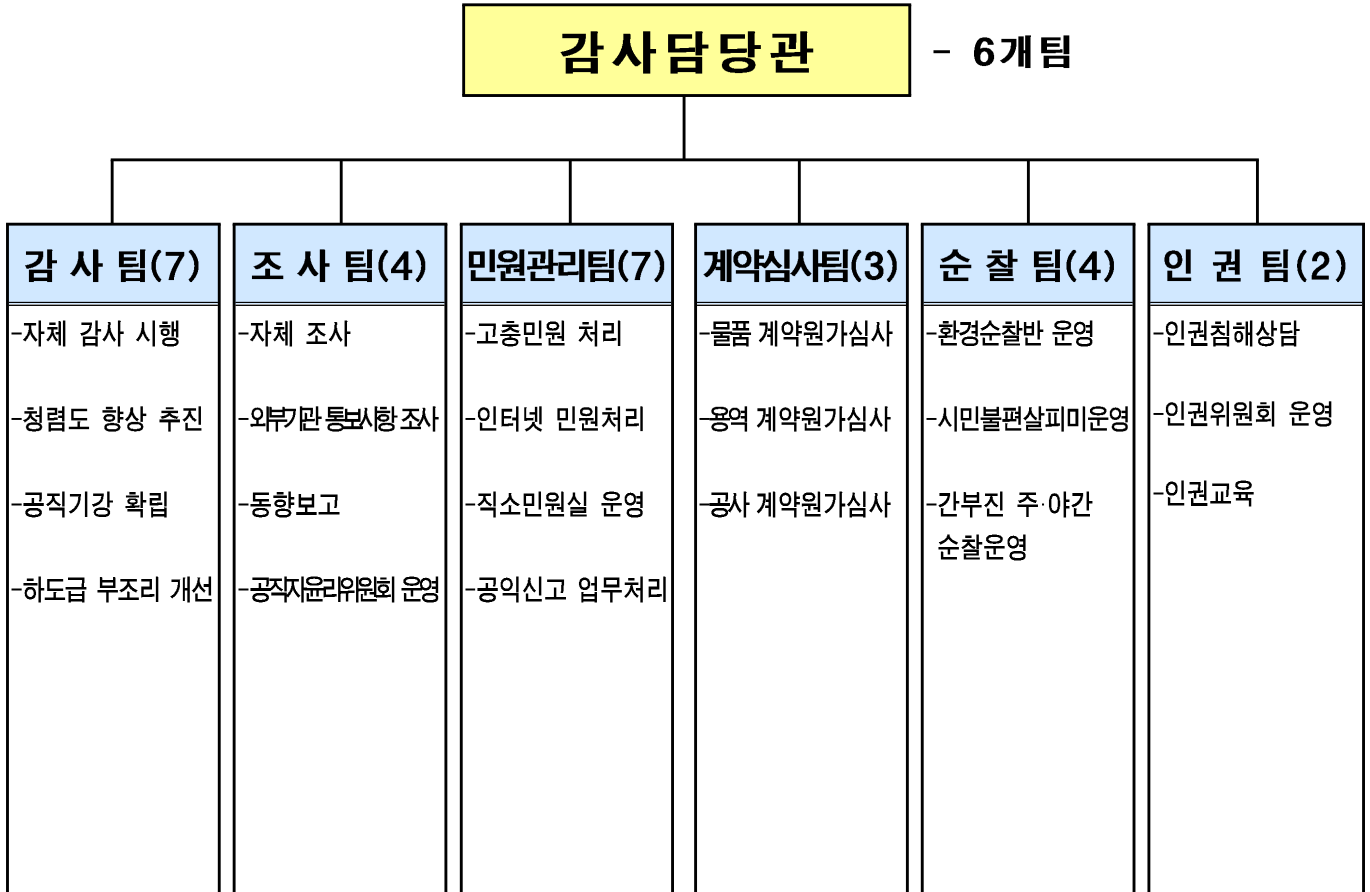 감사담당관 - 6개팀
감 사 팀(7)
-자체 감사 시행
-청렴도 향상 추진
-공직기강 확립
-하도급 부조리 개선
조 사 팀(4)
-자체 조사
-외부기관 통보사항 조사
-동향보고
-공직자윤리위원회 운영
민원관리팀(7)
-고충민원 처리
-인터넷 민원처리
-직소민원실 운영
-공익신고 업무처리
계약심사팀(3)
-물품 계약원가심사
-용역 계약원가심사
-공사 계약원가심사
순 찰 팀(4)
-환경순찰반 운영
-시민불편살피미운영
-간부진 주·야간
순찰운영
인 권 팀(2)
-인권침해상담
-인권위원회 운영
-인권교육